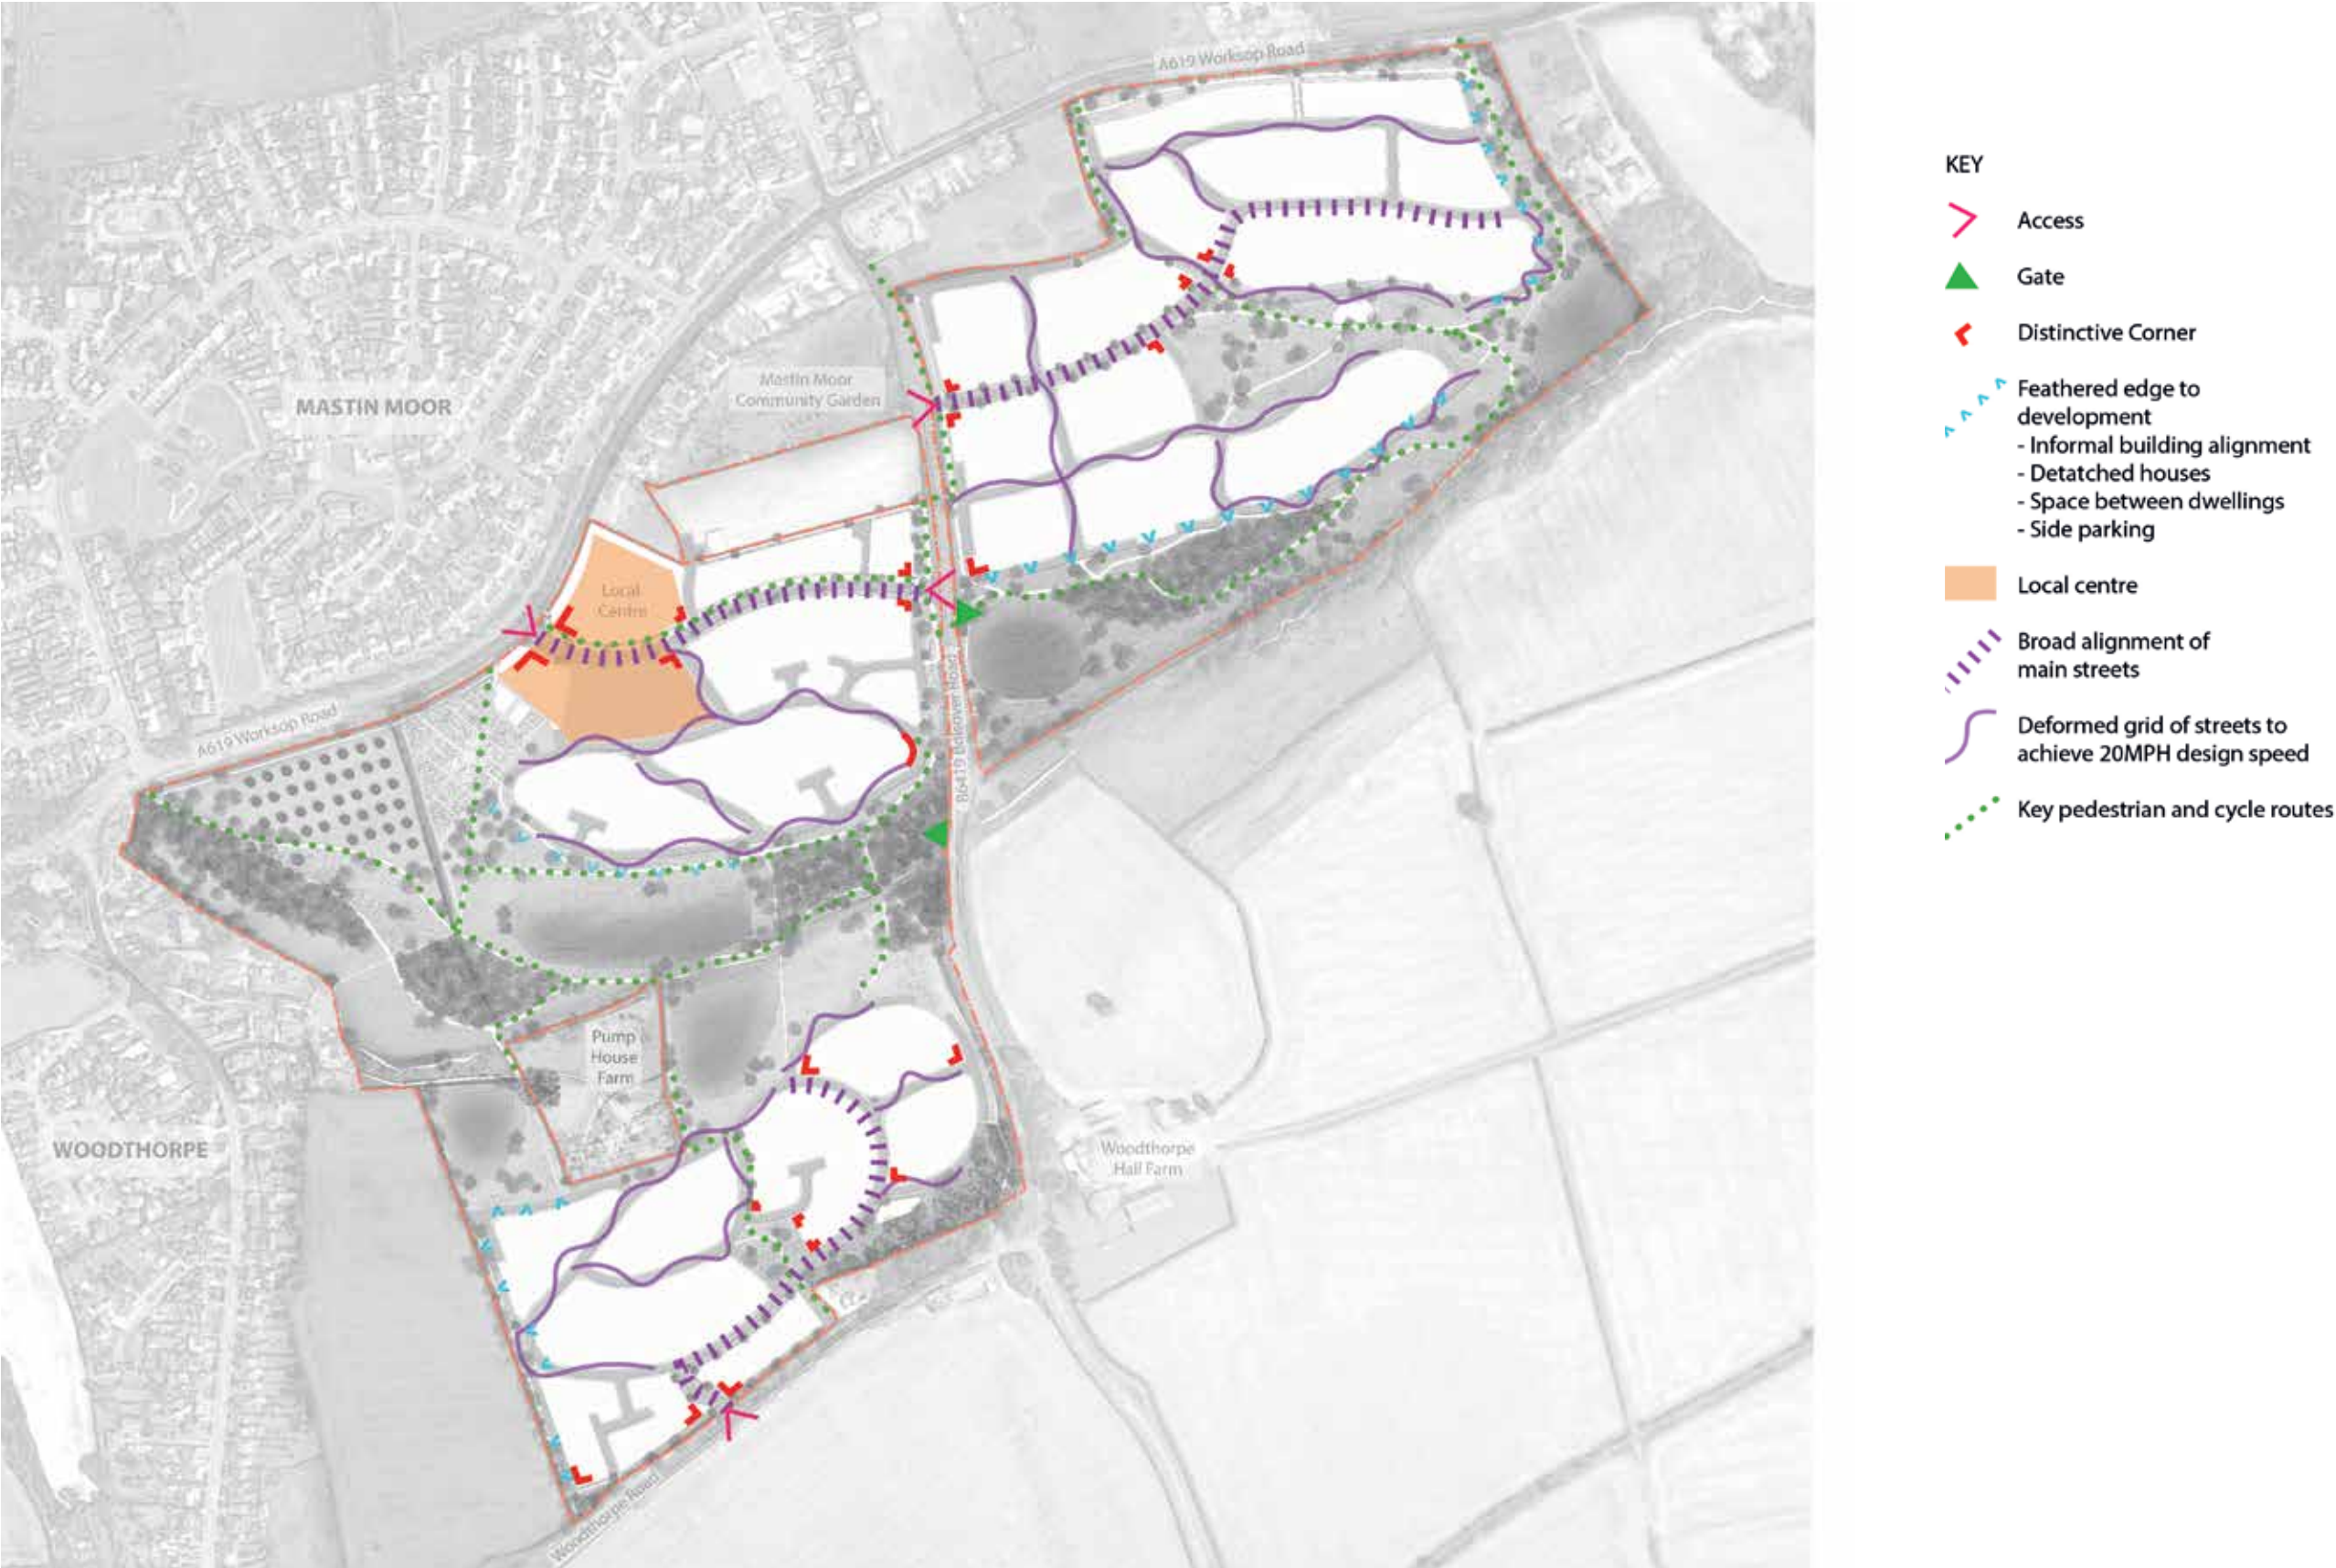 A619 Worksop Road
MASTIN MOOR
Mastin Moor
Community Garden
Local
Centre
A619 Worksop Road
B6419 Bolsover Road
Pump
House
Farm
WOODTHORPE
Woodthorpe
Hall Farm
Woodthorpe Road
KEY
Access
Gate
Distinctive Corner
Feathered edge to
development
- Informal building alignment
- Detatched houses
- Space between dwellings
- Side parking
Local centre
Broad alignment of
main streets
Deformed grid of streets to
achieve 20MPH design speed
Key pedestrian and cycle routes